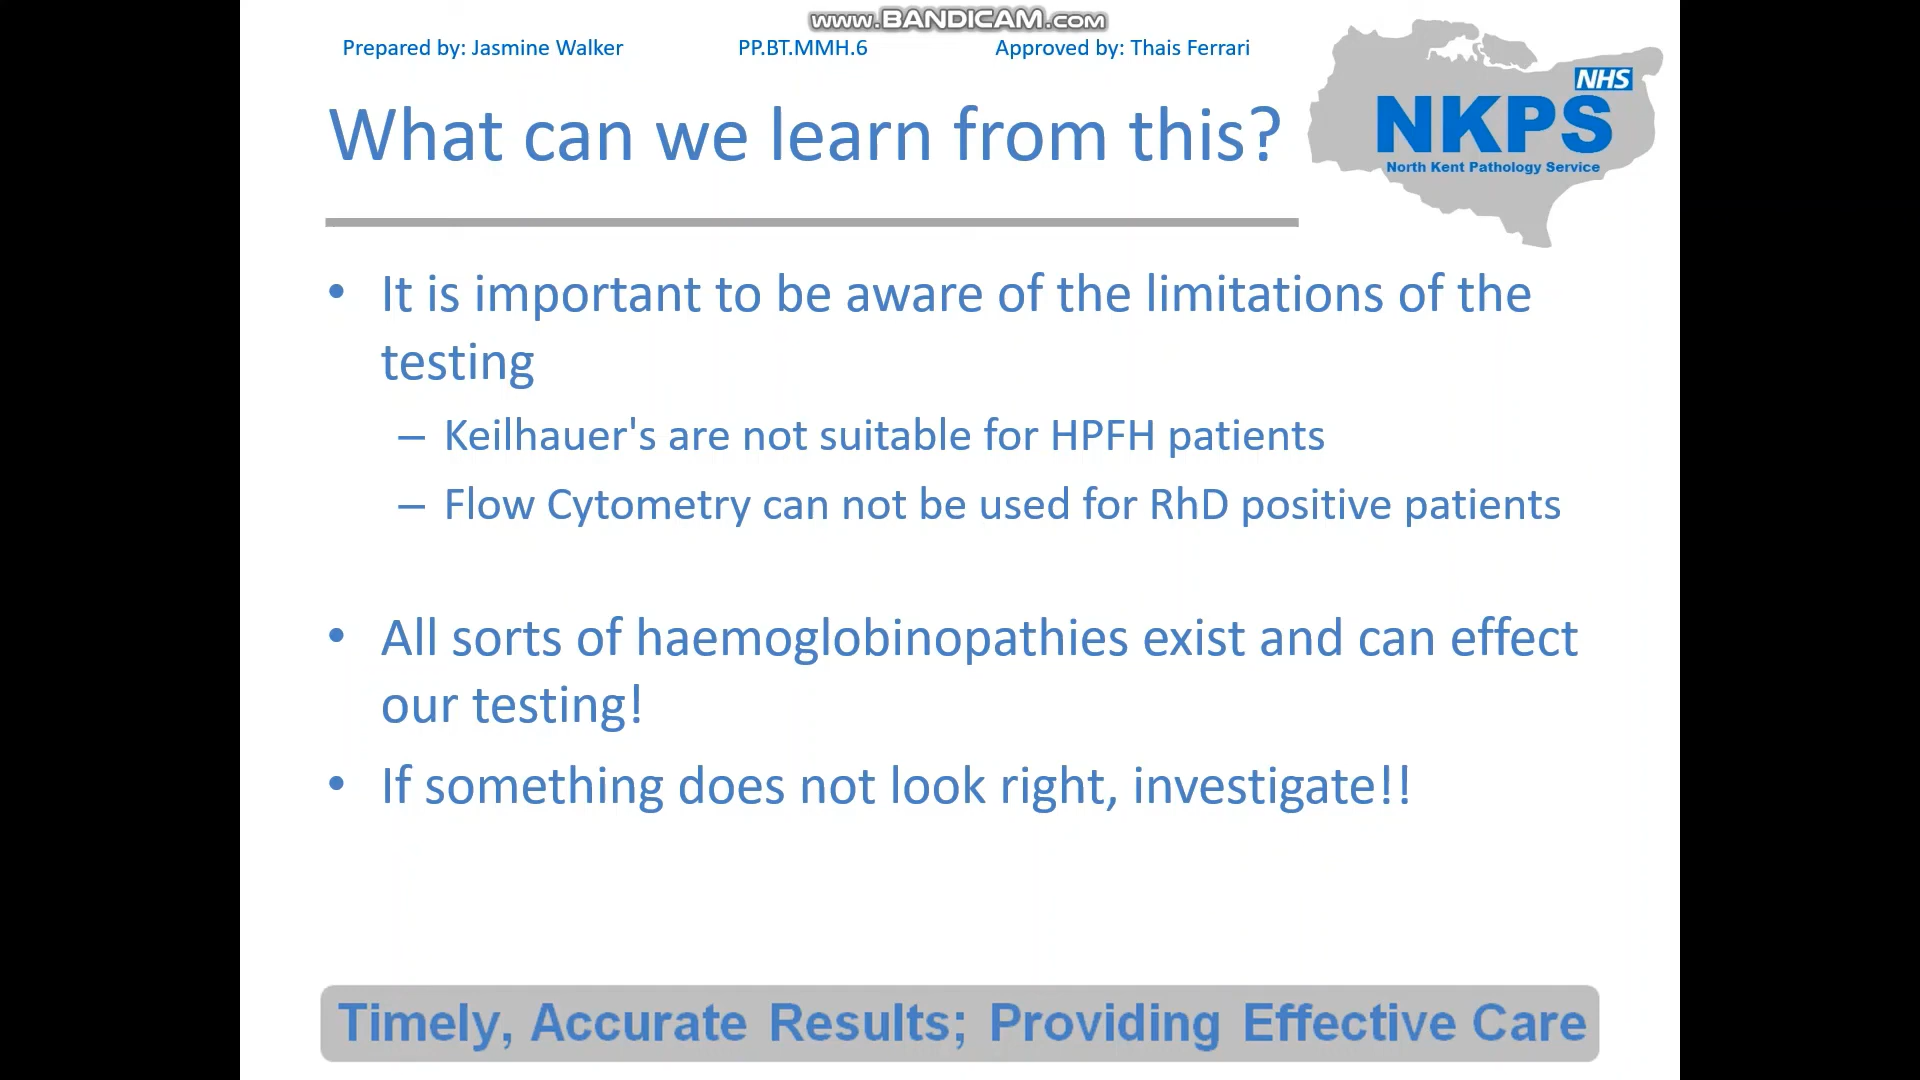 www.BANDICAM.com
Prepared by: Jasmine Walker PP.BT.MMH.6 Approved by: Thais Ferrari
NHS
NKPS
North Kent Pathology Service
What can we learn from this?
• It is important to be aware of the limitations of the
testing
– Keilhauer's are not suitable for HPFH patients
– Flow Cytometry can not be used for RhD positive patients
• All sorts of haemoglobinopathies exist and can effect
our testing!
• If something does not look right, investigate!!
Timely, Accurate Results; Providing Effective Care